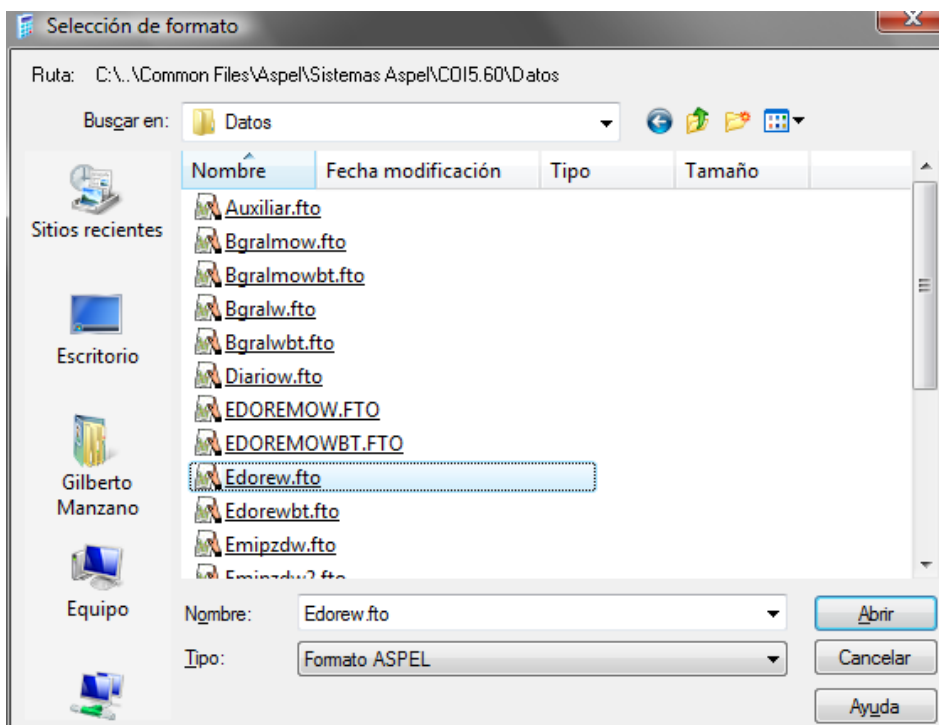 Selección de formato
X
Ruta: C:\..\Common Files\Aspel\Sistemas Aspel\COI5.60\Datos
Buscar en: Datos
Nombre Fecha modificación Tipo Tamaño
Auxiliar.fto
Bgralmow.fto
Bgralmowbt.fto
Bgralw.fto
Bgralwbt.fto
Diariow.fto
EDOREMOW.FTO
EDOREMOWBT.FTO
Edorew.fto
Edorewbt.fto
Emipzdw.fto
Emipzdw2.fto
Sitios recientes
Escritorio
Gilberto
Manzano
Equipo
Nombre: Edorew.fto Abrir
Tipo: Formato ASPEL Cancelar
Ayuda